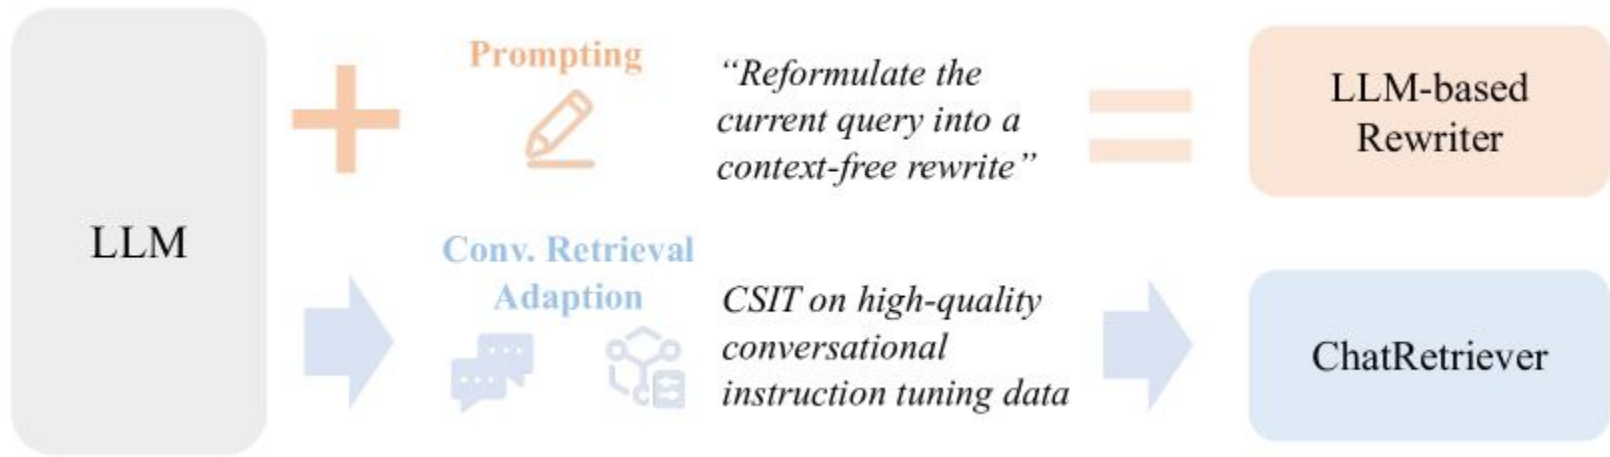 LLM
Prompting
“Reformulate the
current query into a
context-free rewrite”
LLM-based
Rewriter
Conv. Retrieval
Adaption
CSIT on high-quality
conversational
instruction tuning data
ChatRetriever